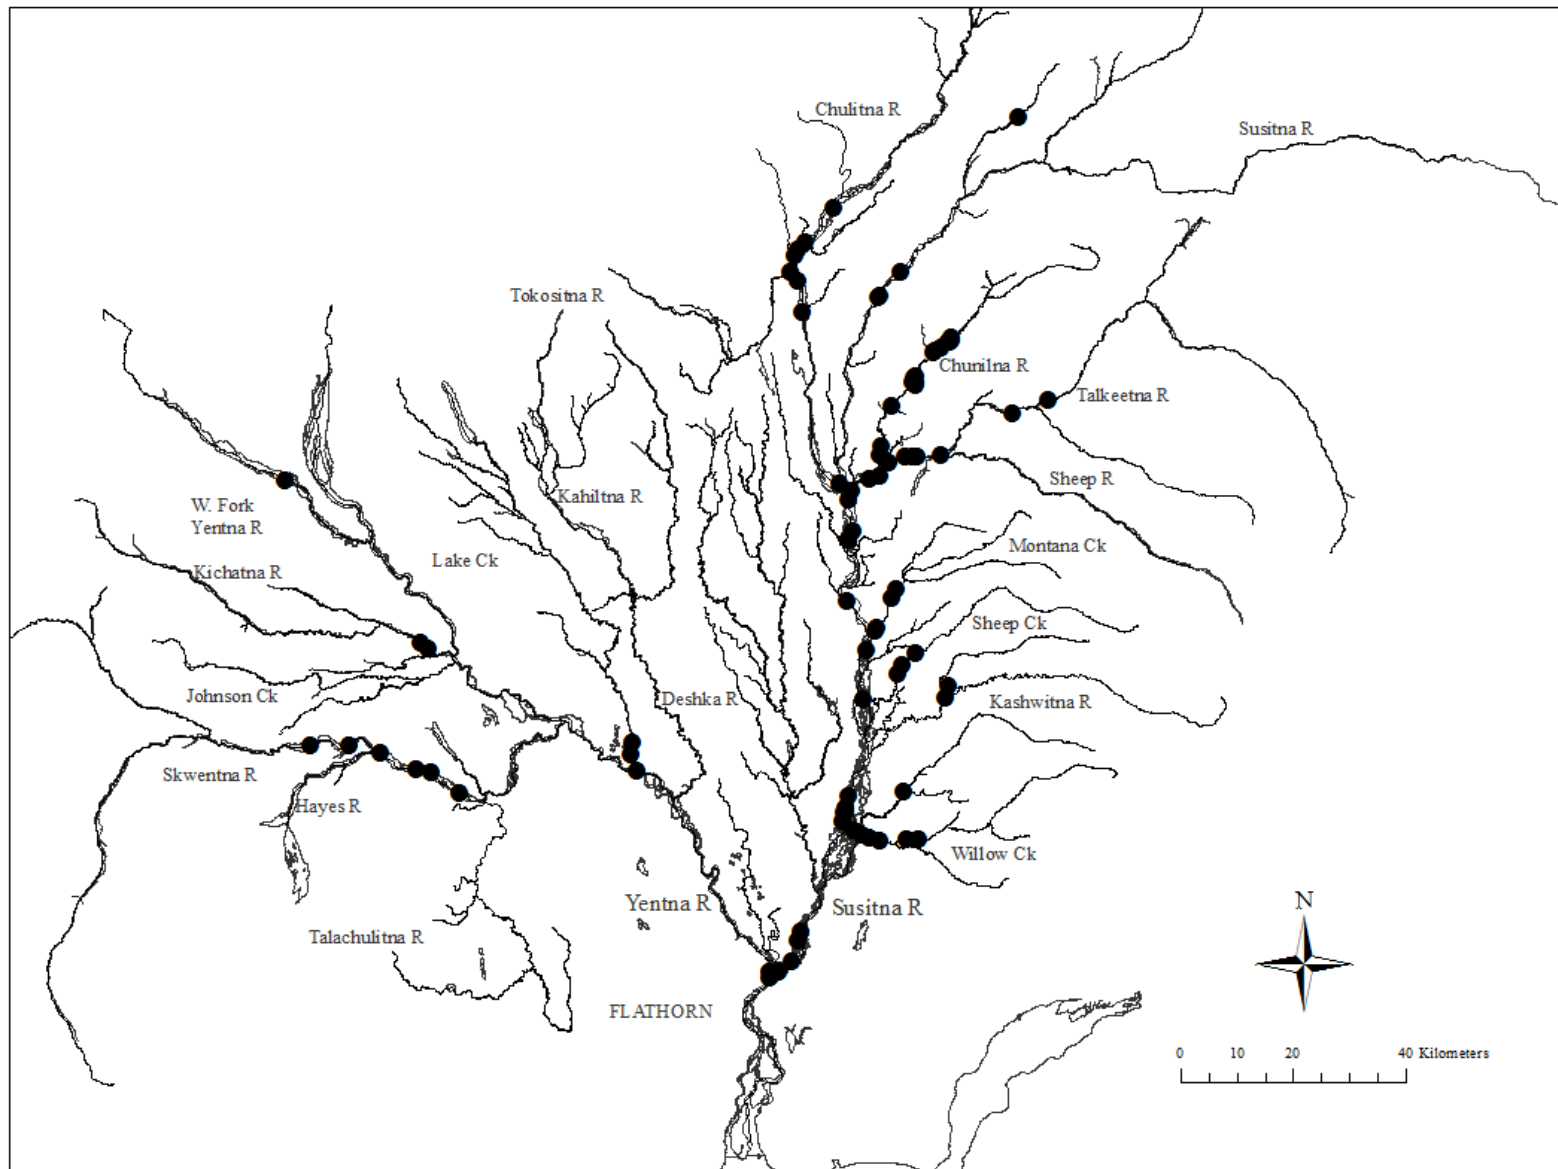 Chulitna R
Susitna R
Tokositna R
Chunilna R
Talkeetna R
Sheep R
Kahiltna R
W. Fork
Yentna R
Lake Ck
Montana Ck
Kichatna R
Sheep Ck
Johnson Ck
Deshka R
Kashwitna R
Skwentna R
Hayes R
Willow Ck
Yentna R
Susitna R
Talachulitna R
FLATHORN
N
0 10 20 40 Kilometers